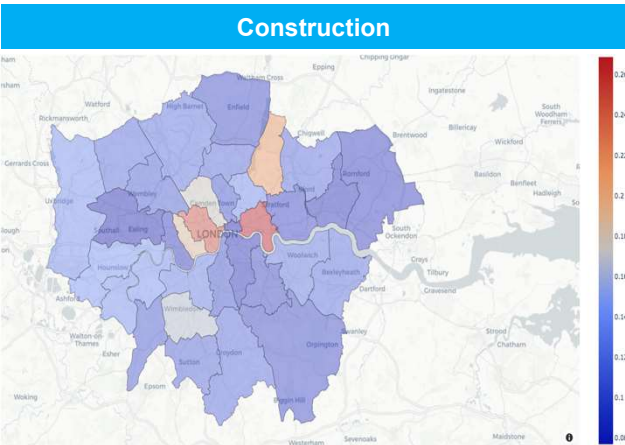 Construction
Chipping Ongar
Epping
Waltham Cross
Ingatestone
Watford
High Barnet
Enfield
South
Woodham
Ferrers
Rickmansworth
Chigwell
Brentwood
Billericay
Wickford
Gerrards Cross
Romford
Basildon
Benfleet
Hadleigh
Wembley
Ilford
Uxbridge
Camden Town
Stratford
Southall
Ealing
LONDON
South
Ockendon
Hounslow
Woolwich
Grays
Tilbury
Bexleyheath
Dartford
Gravesend
Ashford
Wimbledon
Walton-on-
Thames
Swanley
Strood
Chatham
Esher
Orpington
Croydon
Sutton
Epsom
Woking
Biggin Hill
Westerham
Sevenoaks
Maidstone